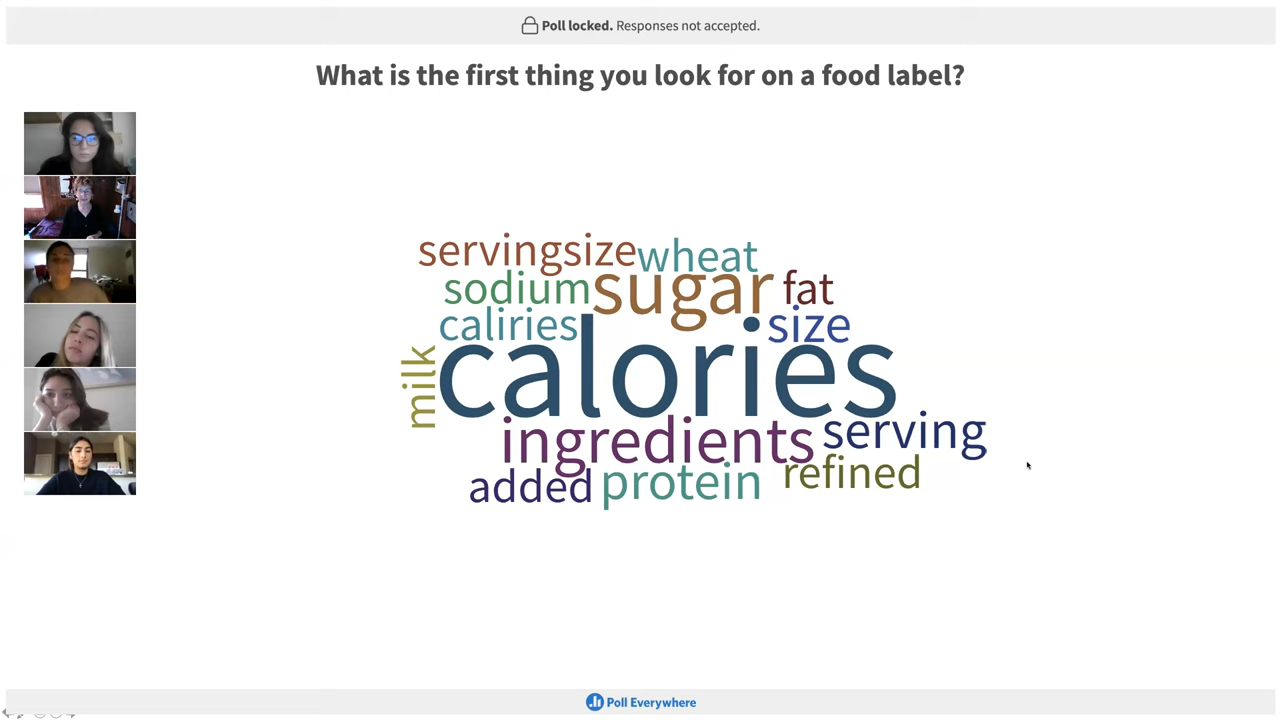 Poll locked. Responses not accepted.
What is the first thing you look for on a food label?
servingsize wheat
sodium sugar fat
caliries size
milk calories
ingredients serving
added protein refined
Poll Everywhere